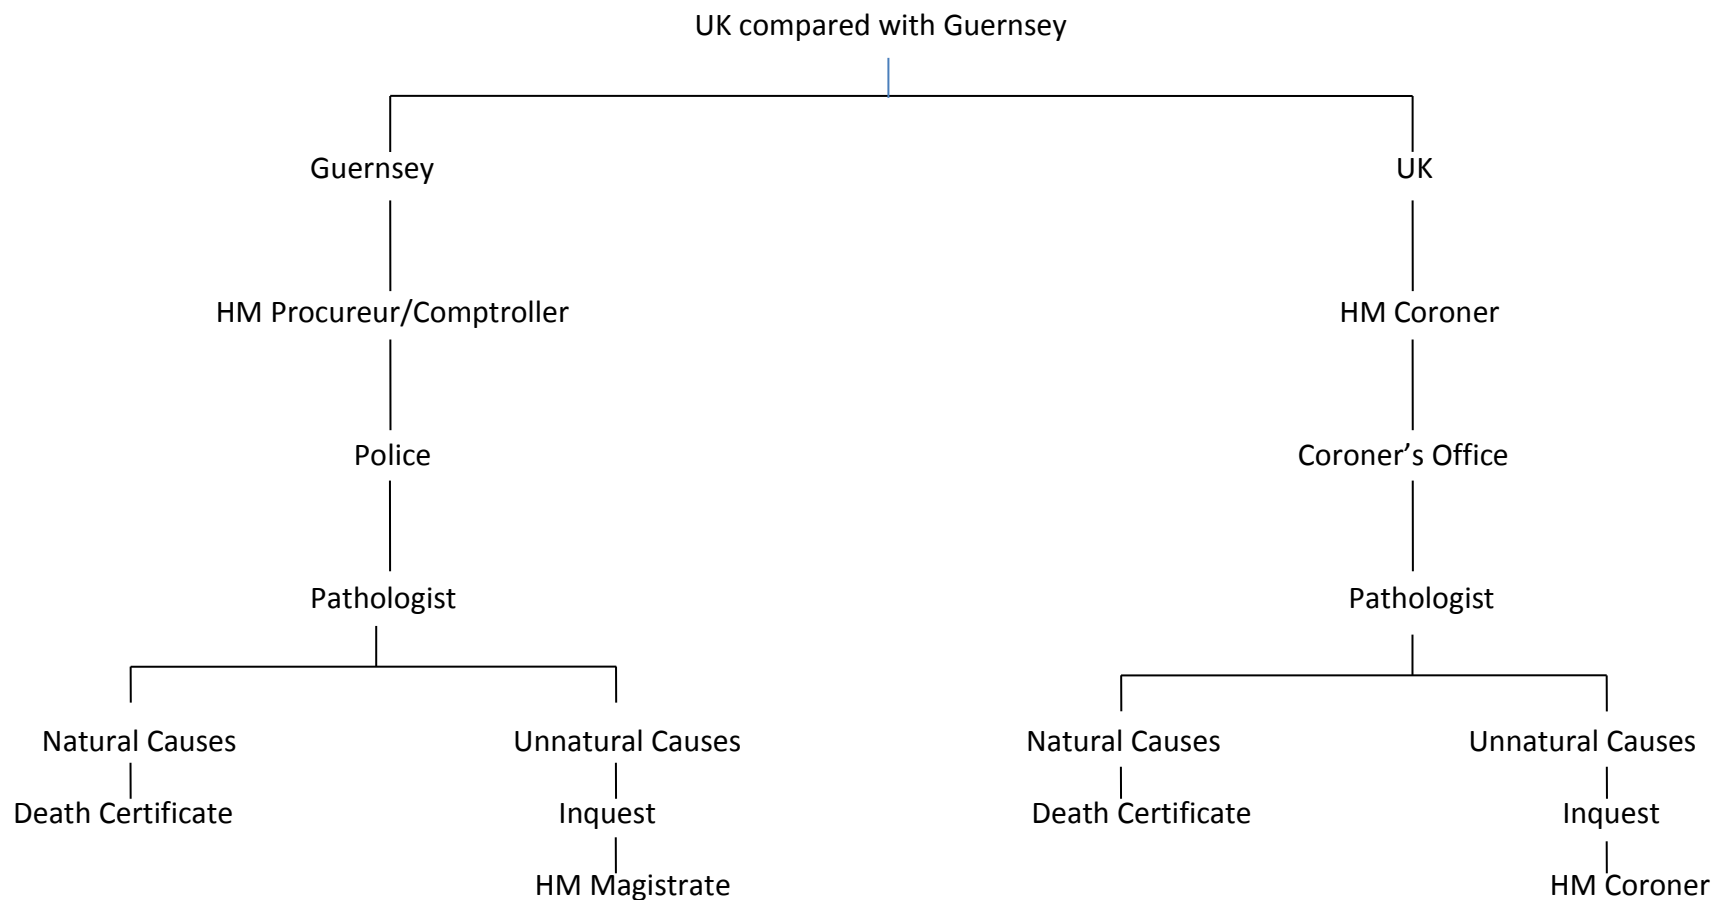 UK compared with Guernsey
Guernsey
UK
HM Procureur/Comptroller
HM Coroner
Police
Coroner’s Office
Pathologist
Pathologist
Natural Causes
Unnatural Causes
Natural Causes
Unnatural Causes
Death Certificate
Inquest
Death Certificate
Inquest
HM Magistrate
HM Coroner